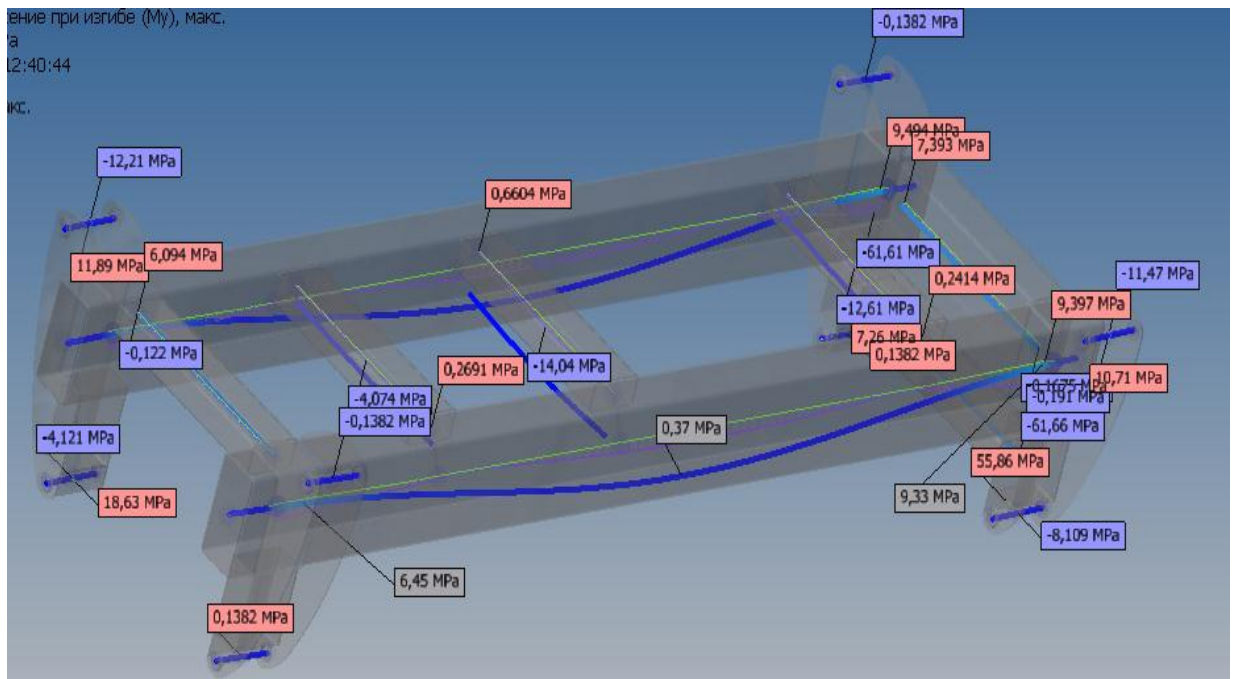 ение при изгибе (My), макс.
Pa
12:40:44
акс.
-0,1382 MPa
9,494 MPa
7,393 MPa
-12,21 MPa
0,6604 MPa
11,89 MPa
6,094 MPa
-61,61 MPa
0,2414 MPa
-11,47 MPa
-12,61 MPa
9,397 MPa
-0,122 MPa
7,26 MPa
0,1382 MPa
-14,04 MPa
0,2691 MPa
10,71 MPa
-0,1675 MPa
-0,191 MPa
-4,074 MPa
-0,1382 MPa
-61,66 MPa
-4,121 MPa
0,37 MPa
55,86 MPa
18,63 MPa
9,33 MPa
-8,109 MPa
6,45 MPa
0,1382 MPa